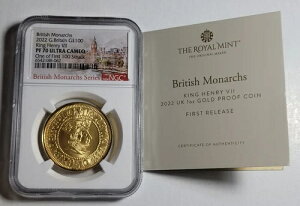 British Monarchs
2022 G.Britain G£100
King Henry VII
PF 70 ULTRA CAMEO
One of First 100 Struck
British Monarchs Series
NGC
THE ROYAL MINT
British Monarchs
KING HENRY VII
2022 UK 1oz GOLD PROOF COIN
FIRST RELEASE
CERTIFICATE OF AUTHENTICITY